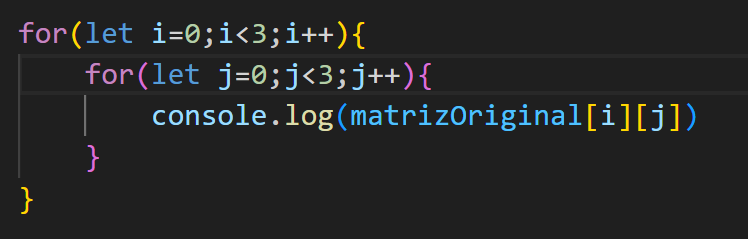 for(let i=0;i<3;i++){
    for(let j=0;j<3;j++){
        console.log(matrizOriginal[i][j])
    }
}